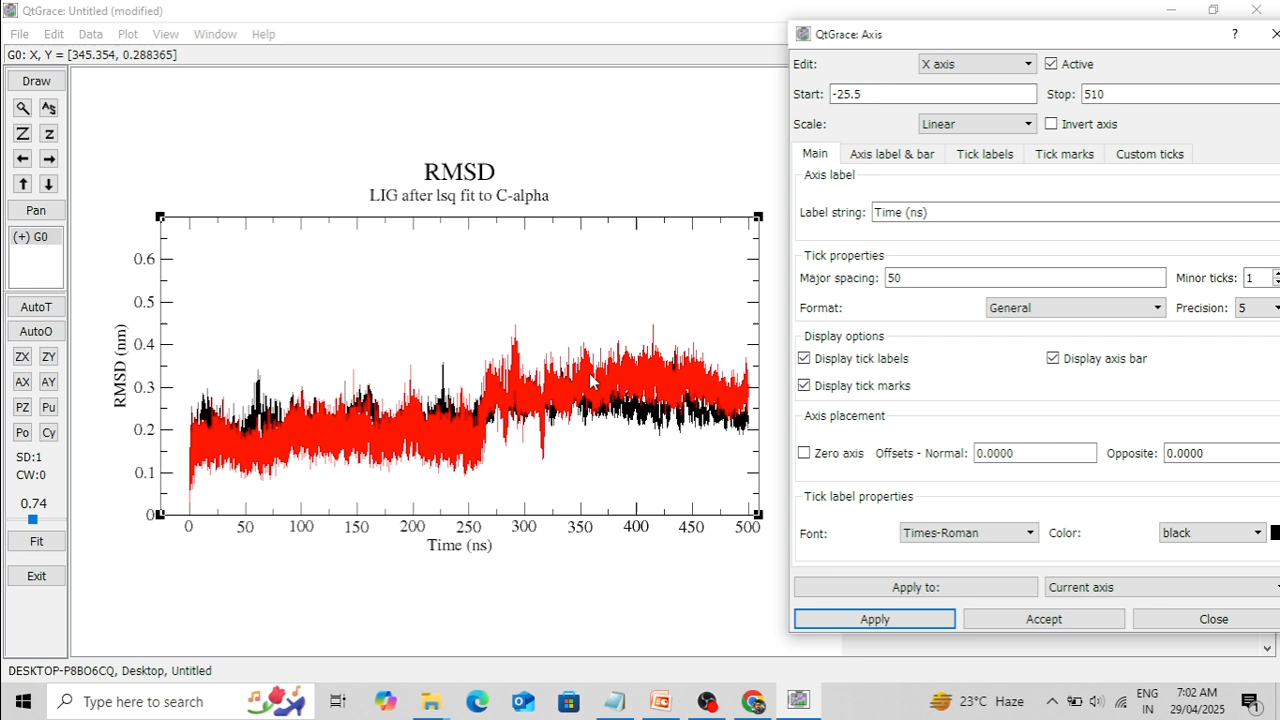 QtGrace: Untitled (modified)
File Edit Data Plot View Window Help
G0: X, Y = [345.354, 0.288365]
Draw
AS
Z z
Pan
(+) G0
AutoT
AutoO
ZX ZY
AX AY
PZ Pu
Po Cy
SD:1
CW:0
0.74
Fit
Exit
RMSD
LIG after lsq fit to C-alpha
RMSD (nm)
0.6
0.5
0.4
0.3
0.2
0.1
0
0 50 100 150 200 250 300 350 400 450 500
Time (ns)
QtGrace: Axis
Edit: X axis Active
Start: -25.5 Stop: 510
Scale: Linear Invert axis
Main Axis label & bar Tick labels Tick marks Custom ticks
Axis label
Label string: Time (ns)
Tick properties
Major spacing: 50 Minor ticks: 1
Format: General Precision: 5
Display options
Display tick labels Display axis bar
Display tick marks
Axis placement
Zero axis Offsets - Normal: 0.0000 Opposite: 0.0000
Tick label properties
Font: Times-Roman Color: black
Apply to: Current axis
Apply Accept Close
DESKTOP-P8BO6CQ, Desktop, Untitled
Type here to search
23°C Haze
ENG
IN
7:02 AM
29/04/2025